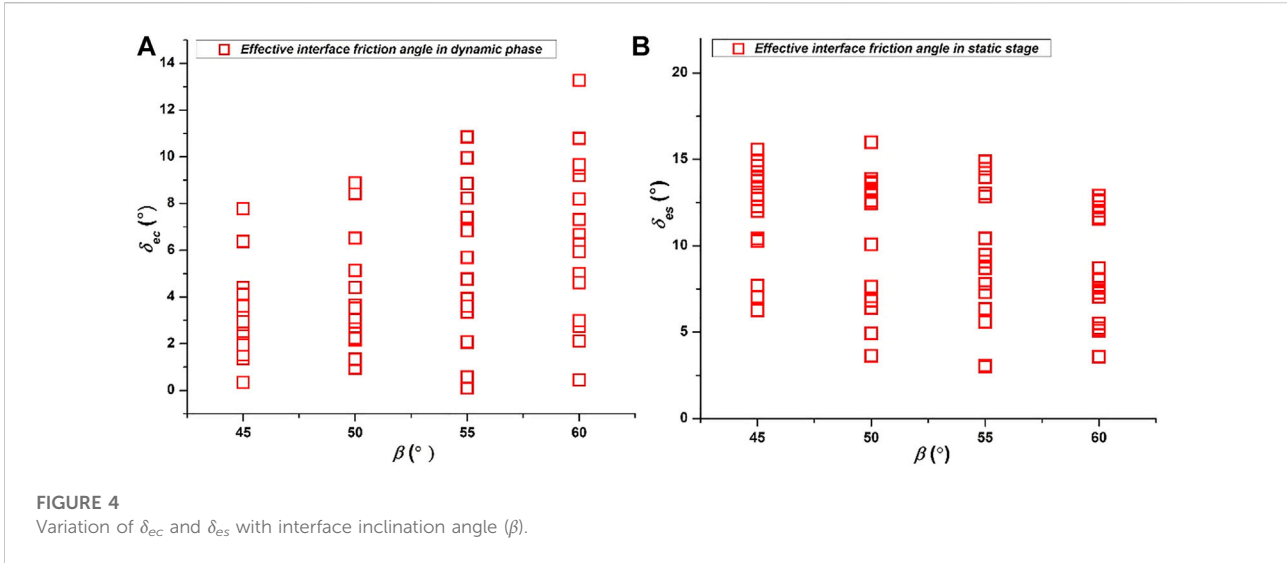 A
Effective interface friction angle in dynamic phase
14
12
10
8
6
4
2
0
δec (°)
45 50 55 60
β (° )
B
Effective interface friction angle in static stage
20
15
10
5
0
δes (°)
45 50 55 60
β (°)
FIGURE 4
Variation of δec and δes with interface inclination angle (β).